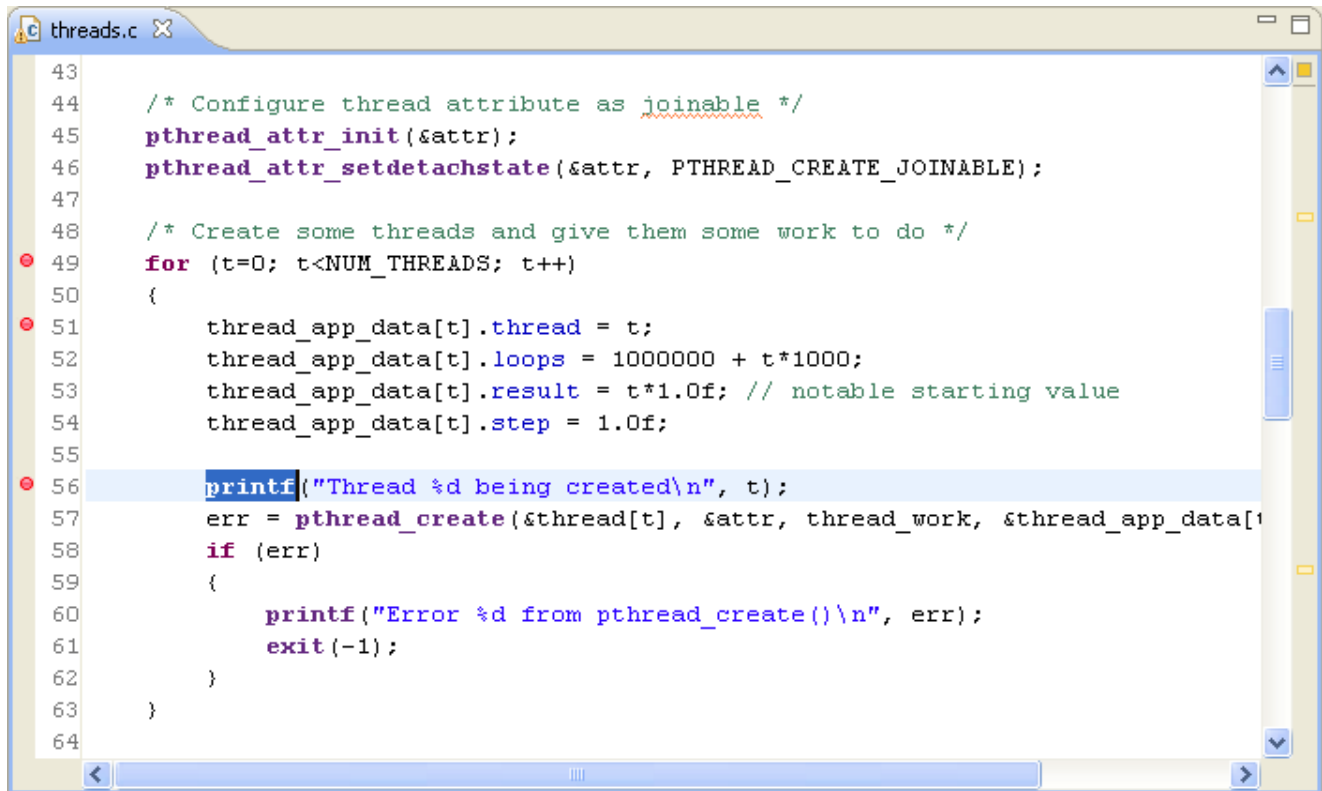 threads.c
43
44 /* Configure thread attribute as joinable */
45 pthread_attr_init(&attr);
46 pthread_attr_setdetachstate(&attr, PTHREAD_CREATE_JOINABLE);
47
48 /* Create some threads and give them some work to do */
49 for (t=0; t<NUM_THREADS; t++)
50 {
51 thread_app_data[t].thread = t;
52 thread_app_data[t].loops = 1000000 + t*1000;
53 thread_app_data[t].result = t*1.0f; // notable starting value
54 thread_app_data[t].step = 1.0f;
55
56 printf("Thread %d being created\n", t);
57 err = pthread_create(&thread[t], &attr, thread_work, &thread_app_data[t
58 if (err)
59 {
60 printf("Error %d from pthread_create()\n", err);
61 exit(-1);
62 }
63 }
64